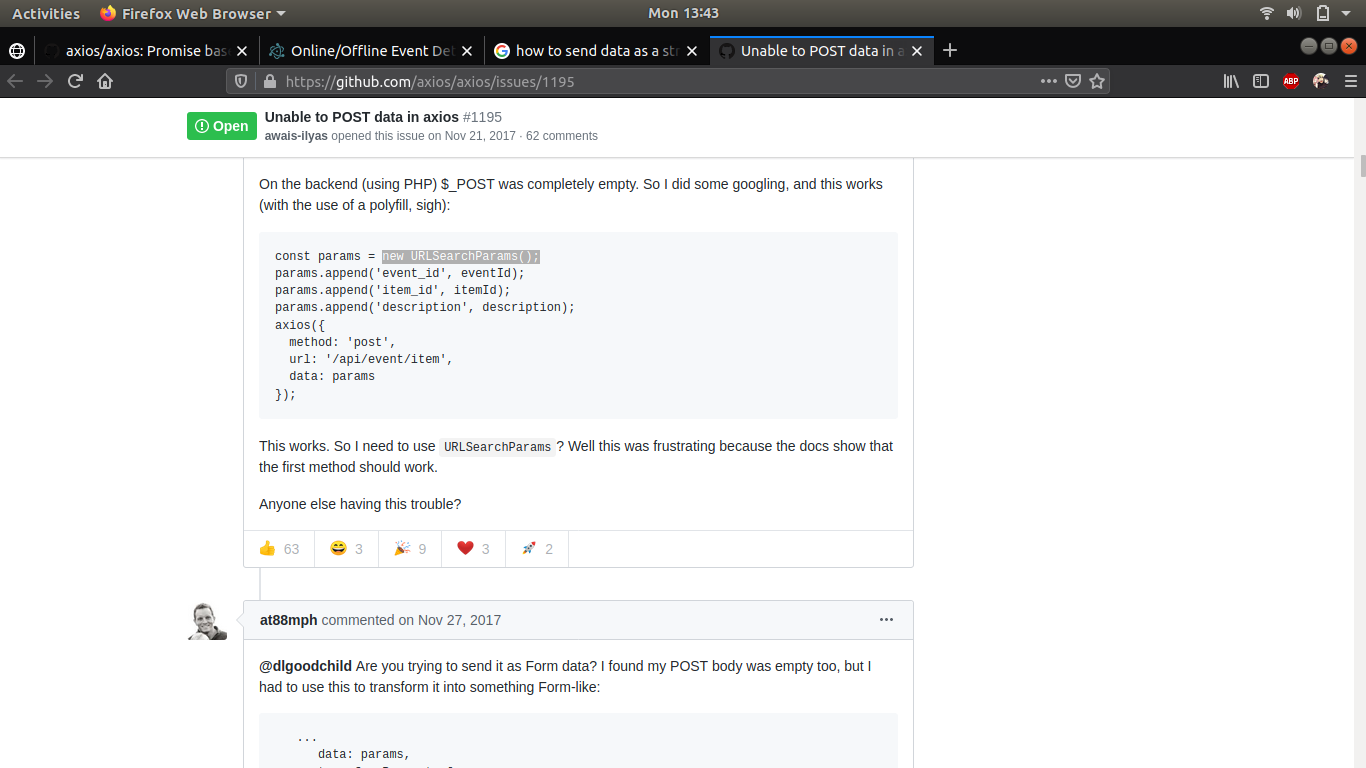 Activities Firefox Web Browser Mon 13:43
axios/axios: Promise bas Online/Offline Event Det how to send data as a str Unable to POST data in a
https://github.com/axios/axios/issues/1195 ABP
Open Unable to POST data in axios #1195
awais-ilyas opened this issue on Nov 21, 2017 · 62 comments
On the backend (using PHP) $_POST was completely empty. So I did some googling, and this works
(with the use of a polyfill, sigh):
const params = new URLSearchParams();
params.append('event_id', eventId);
params.append('item_id', itemId);
params.append('description', description);
axios({
  method: 'post',
  url: '/api/event/item',
  data: params
});
This works. So I need to use URLSearchParams ? Well this was frustrating because the docs show that
the first method should work.
Anyone else having this trouble?
👍 63 😄 3 🎉 9 ❤️ 3 🚀 2
at88mph commented on Nov 27, 2017
@dlgoodchild Are you trying to send it as Form data? I found my POST body was empty too, but I
had to use this to transform it into something Form-like:
...
data: params,